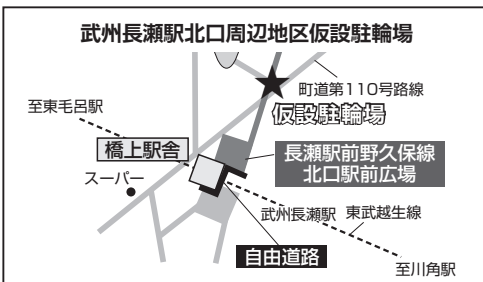 武州長瀬駅北口周辺地区仮設駐輪場
町道第110号路線
至東毛呂駅
仮設駐輪場
橋上駅舎
長瀬駅前野久保線
北口駅前広場
スーパー
武州長瀬駅
東武越生線
自由通路
至川角駅